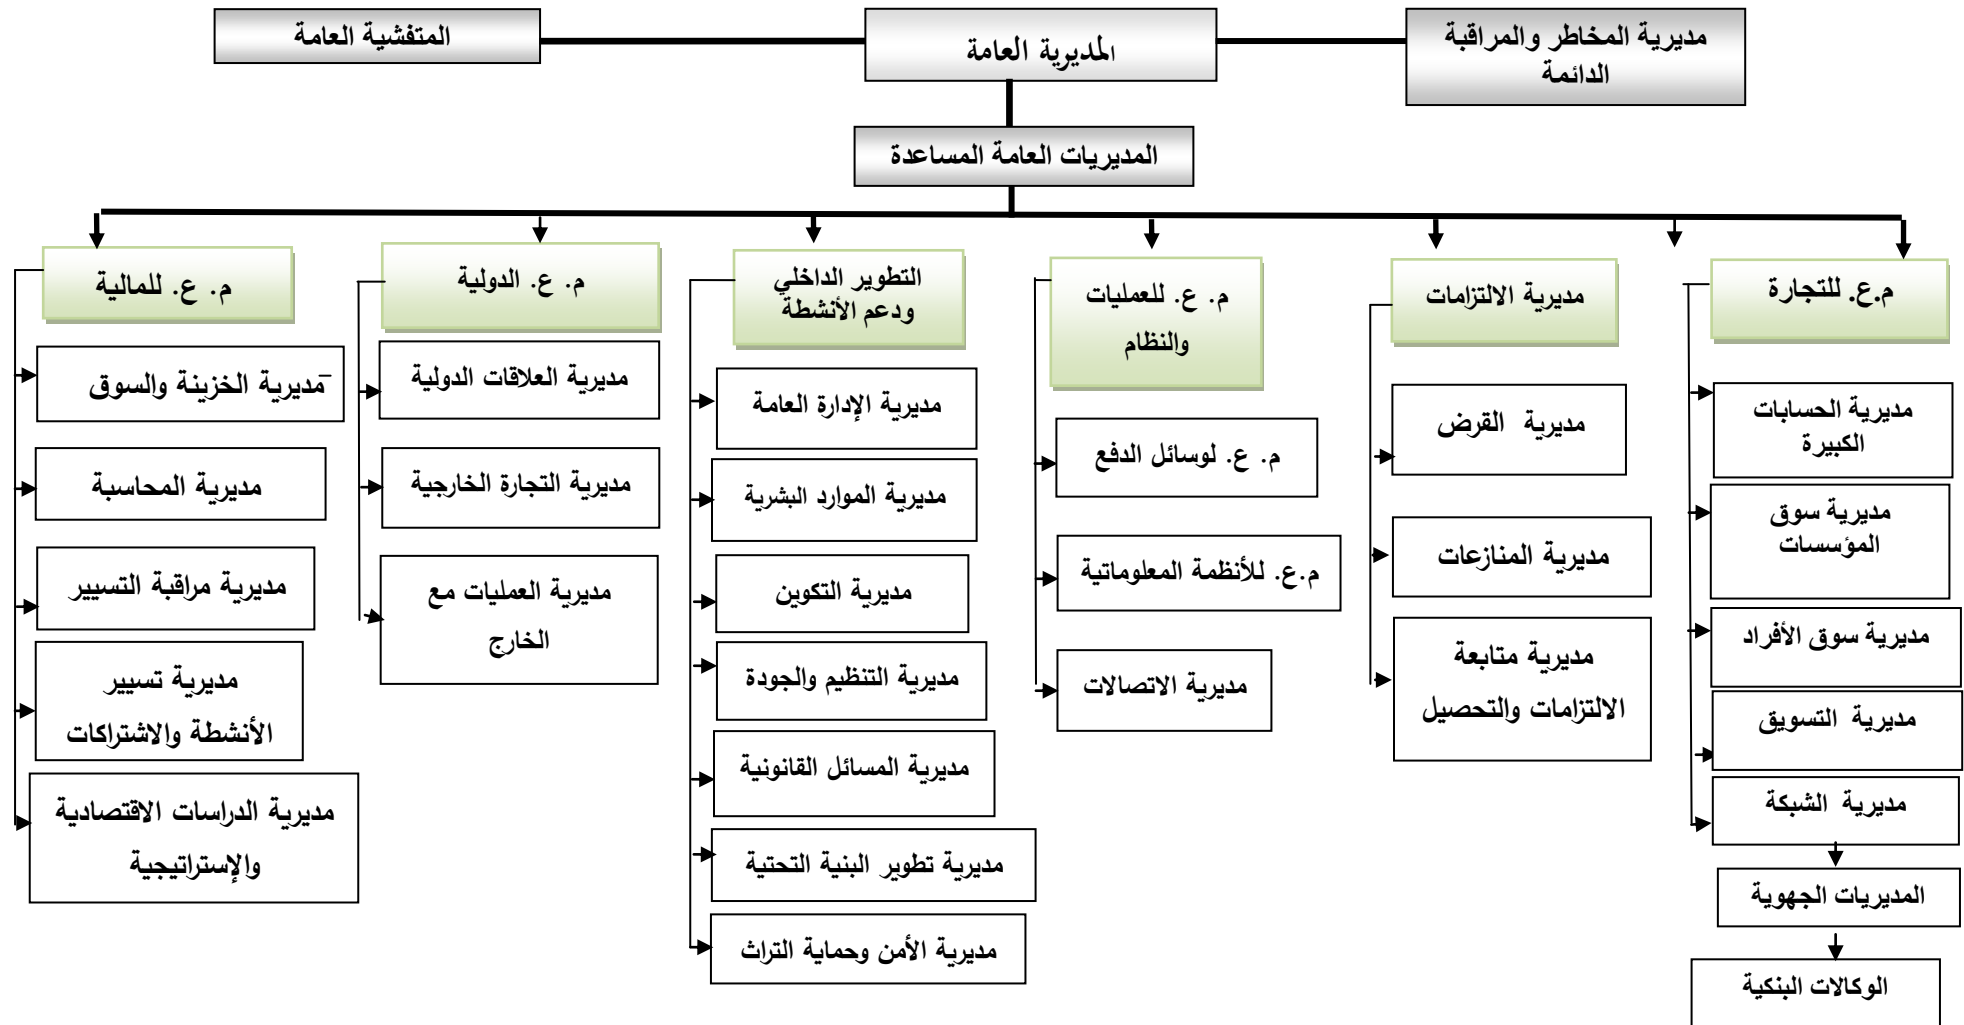 مديرية المخاطر والمراقبة
الدائمة
المديرية العامة
المتفشية العامة
المديريات العامة المساعدة
م.ع. للتجارة
مديرية الحسابات
الكبيرة
مديرية سوق
المؤسسات
مديرية سوق الأفراد
مديرية التسويق
مديرية الشبكة
المديريات الجهوية
الوكالات البنكية
مديرية الالتزامات
مديرية القرض
مديرية المنازعات
مديرية متابعة
الالتزامات والتحصيل
م. ع. للعمليات
والنظام
م. ع. لوسائل الدفع
م.ع. للأنظمة المعلوماتية
مديرية الاتصالات
التطوير الداخلي
ودعم الأنشطة
مديرية الإدارة العامة
مديرية الموارد البشرية
مديرية التكوين
مديرية التنظيم والجودة
مديرية المسائل القانونية
مديرية تطوير البنية التحتية
مديرية الأمن وحماية التراث
م. ع. الدولية
مديرية العلاقات الدولية
مديرية التجارة الخارجية
مديرية العمليات مع
الخارج
م. ع. للمالية
مديرية الخزينة والسوق
مديرية المحاسبة
مديرية مراقبة التسيير
مديرية تسيير
الأنشطة والاشتراكات
مديرية الدراسات الاقتصادية
والإستراتيجية